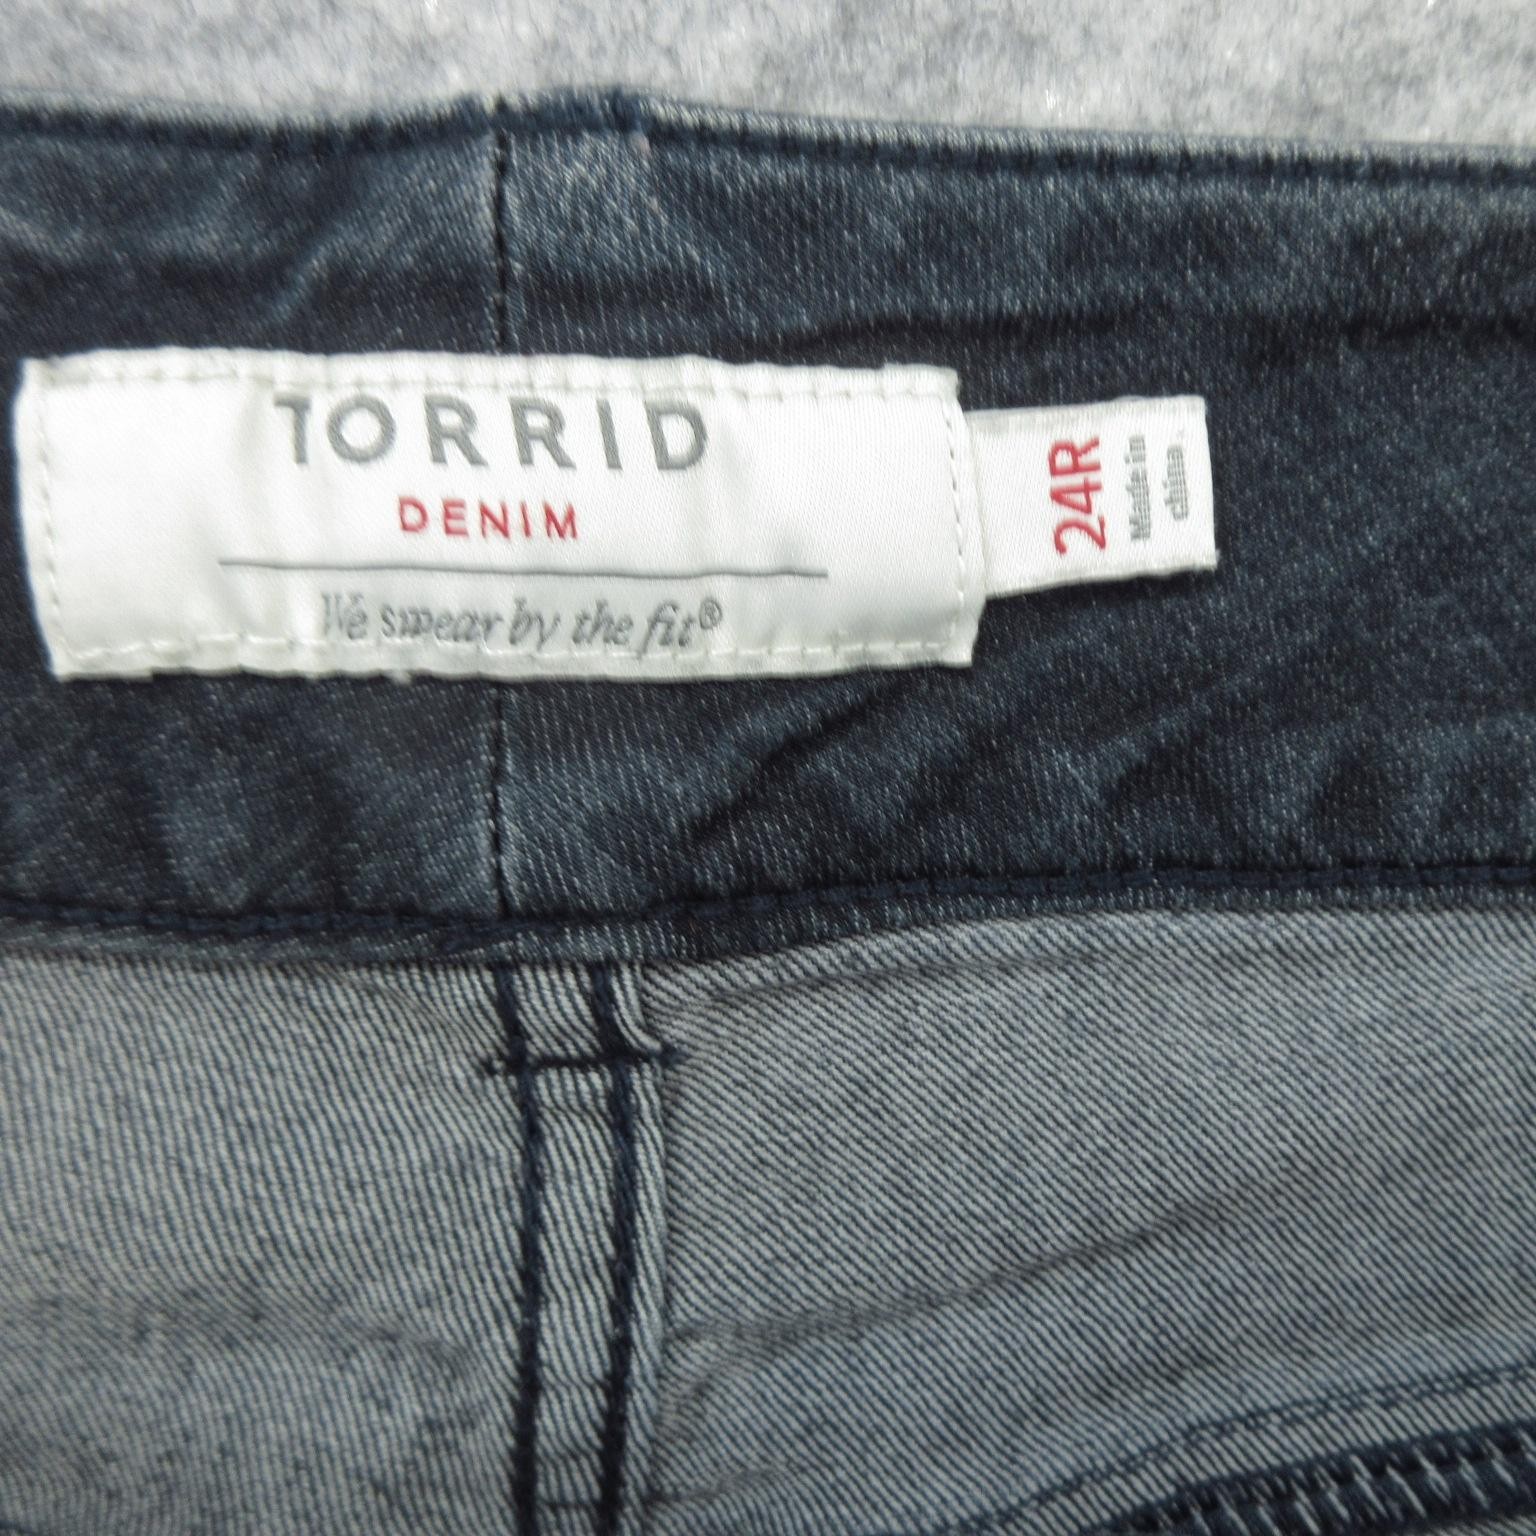 TORRID
DENIM
We swear by the fit®
24R
Made in
china